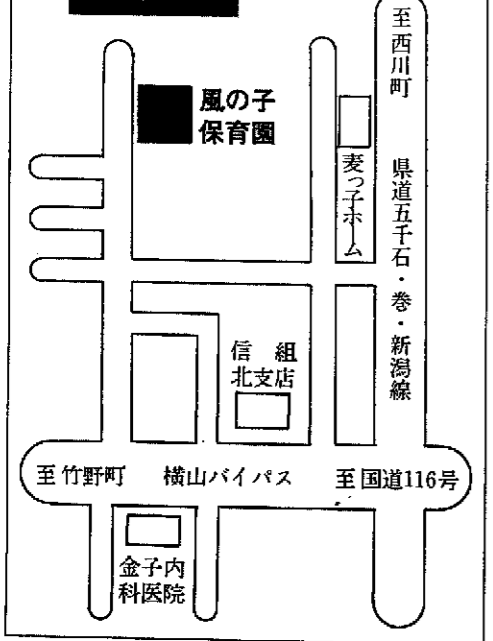 至西川町
県道五千石・巻・新潟線
風の子
保育園
麦っ子ホーム
信組
北支店
至竹野町
横山バイパス
至国道116号
金子内
科医院